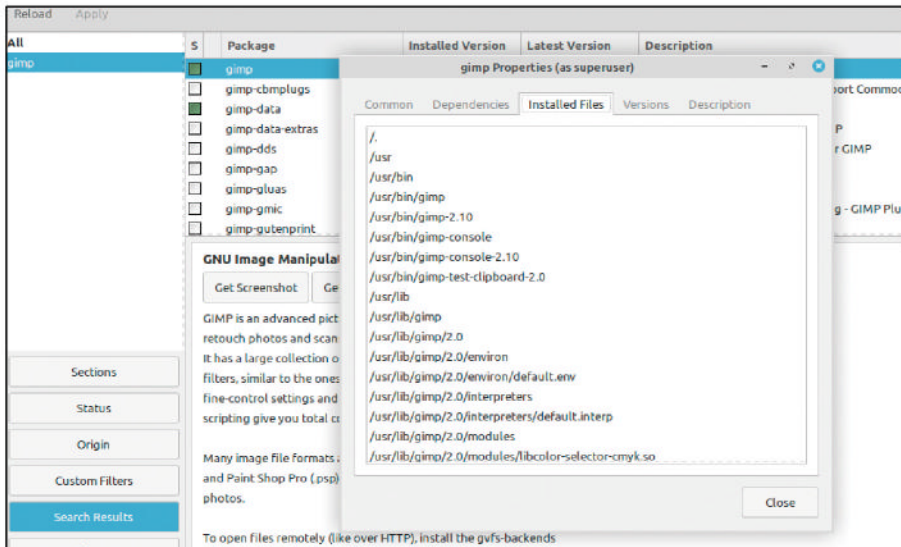 Reload Apply
All
gimp
S Package Installed Version Latest Version Description
gimp
gimp-cbmplugs
gimp-data
gimp-data-extras
gimp-dds
gimp-gap
gimp-gluas
gimp-gmic
gimp-gutenprint
port Commod
P
r GIMP
g - GIMP Plu
gimp Properties (as superuser)
Common Dependencies Installed Files Versions Description
/.
/usr
/usr/bin
/usr/bin/gimp
/usr/bin/gimp-2.10
/usr/bin/gimp-console
/usr/bin/gimp-console-2.10
/usr/bin/gimp-test-clipboard-2.0
/usr/lib
/usr/lib/gimp
/usr/lib/gimp/2.0
/usr/lib/gimp/2.0/environ
/usr/lib/gimp/2.0/environ/default.env
/usr/lib/gimp/2.0/interpreters
/usr/lib/gimp/2.0/interpreters/default.interp
/usr/lib/gimp/2.0/modules
/usr/lib/gimp/2.0/modules/libcolor-selector-cmyk.so
Close
GNU Image Manipulat
Get Screenshot Ge
GIMP is an advanced pict
retouch photos and scan
It has a large collection o
filters, similar to the ones
fine-control settings and
scripting give you total co
Many image file formats a
and Paint Shop Pro (.psp)
photos.
To open files remotely (like over HTTP), install the gvfs-backends
Sections
Status
Origin
Custom Filters
Search Results